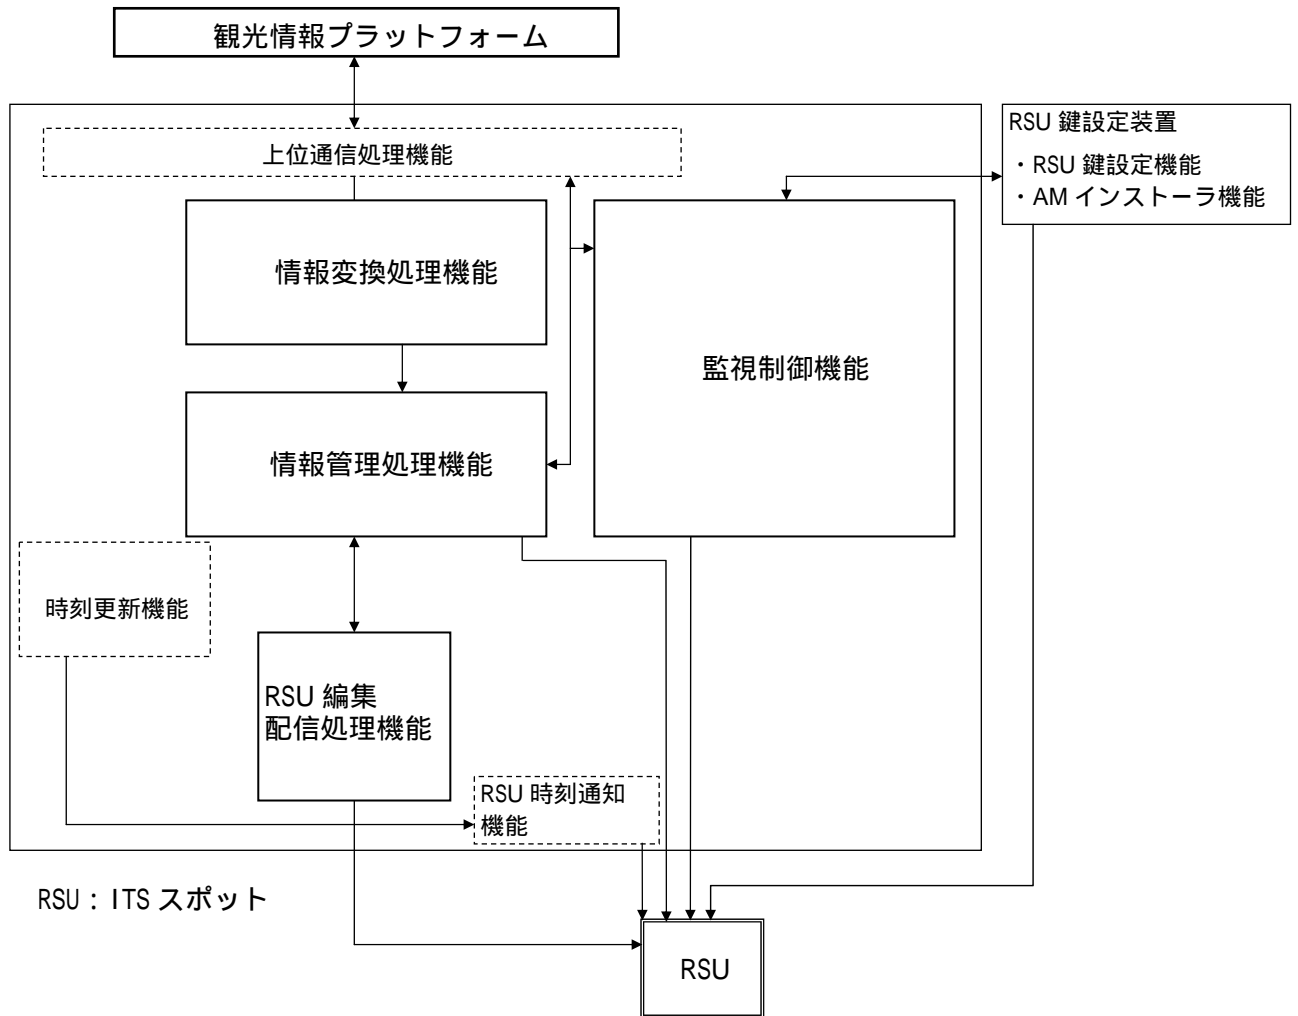 観光情報プラットフォーム
上位通信処理機能
RSU 鍵設定装置
・RSU 鍵設定機能
・AM インストーラ機能
情報変換処理機能
監視制御機能
情報管理処理機能
時刻更新機能
RSU 編集
配信処理機能
RSU 時刻通知
機能
RSU：ITS スポット
RSU